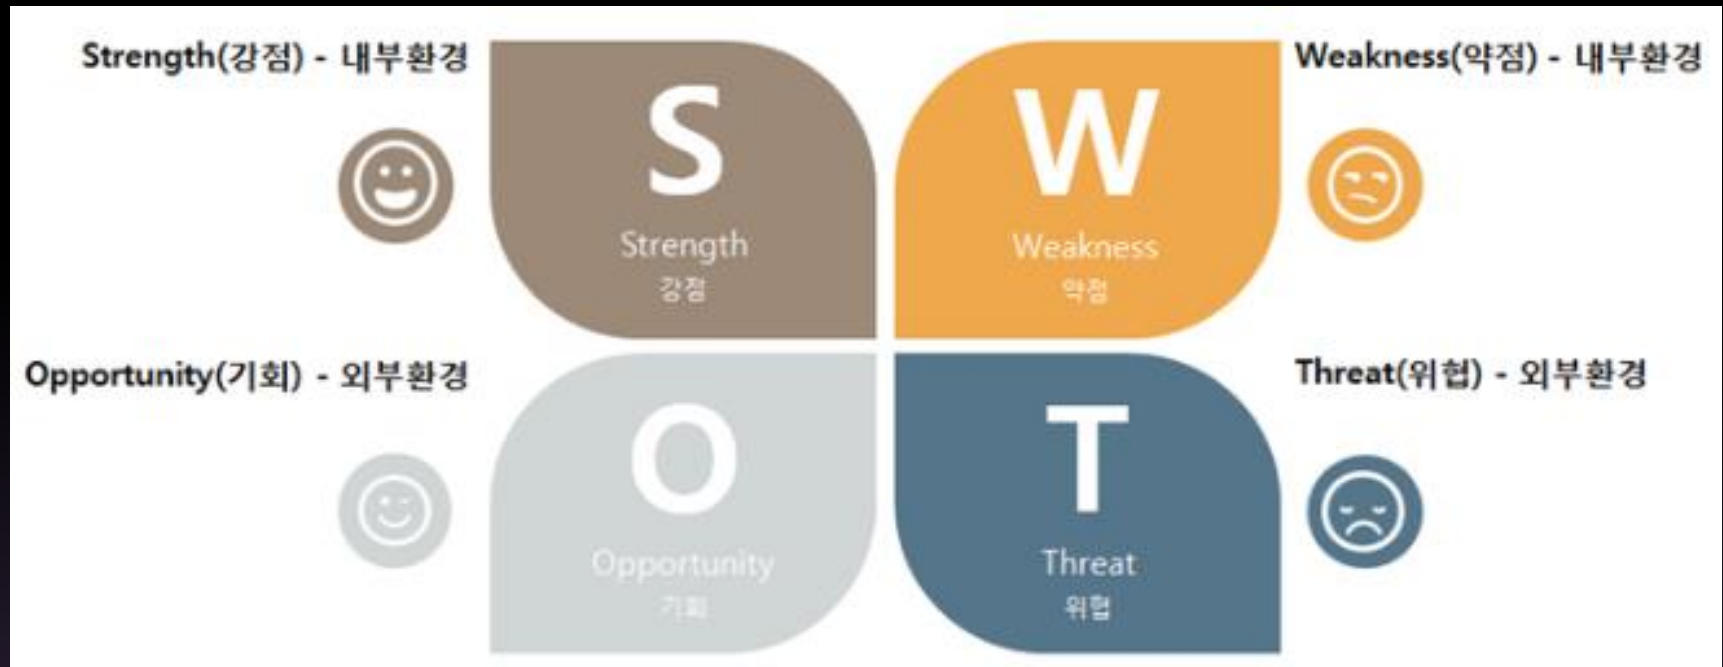 Strength(강점) - 내부환경
S
Strength
강점
W
Weakness
약점
Weakness(약점) - 내부환경
Opportunity(기회) - 외부환경
O
Opportunity
기회
T
Threat
위협
Threat(위협) - 외부환경